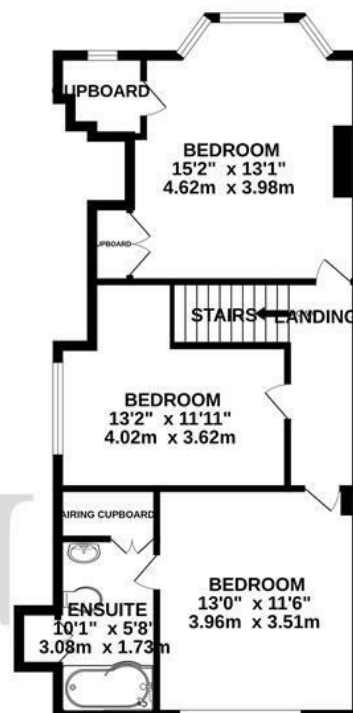 CUPBOARD
BEDROOM
15'2" x 13'1"
4.62m x 3.98m
UPBOARD
STAIRS
LANDING
BEDROOM
13'2" x 11'11"
4.02m x 3.62m
AIRING CUPBOARD
BEDROOM
13'0" x 11'6"
3.96m x 3.51m
ENSUITE
10'1" x 5'8"
3.08m x 1.73m